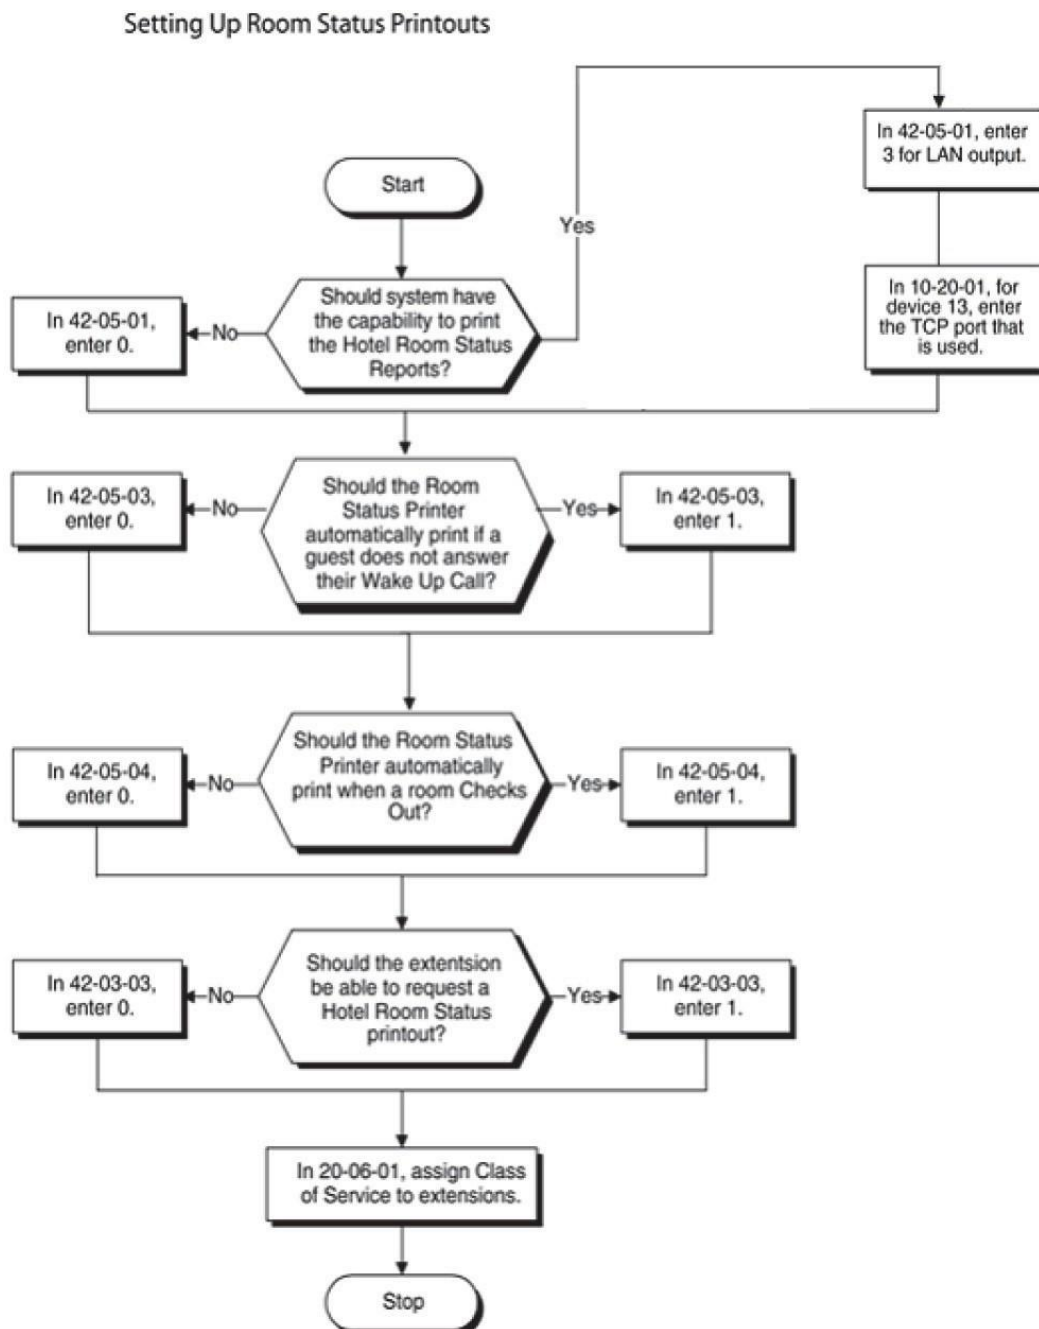 Setting Up Room Status Printouts
Start
Should system have
the capability to print
the Hotel Room Status
Reports?
No
In 42-05-01,
enter 0.
Yes
In 42-05-01, enter
3 for LAN output.
In 10-20-01, for
device 13, enter
the TCP port that
is used.
Should the Room
Status Printer
automatically print if a
guest does not answer
their Wake Up Call?
No
In 42-05-03,
enter 0.
Yes
In 42-05-03,
enter 1.
Should the Room Status
Printer automatically
print when a room Checks
Out?
No
In 42-05-04,
enter 0.
Yes
In 42-05-04,
enter 1.
Should the extentsion
be able to request a
Hotel Room Status
printout?
No
In 42-03-03,
enter 0.
Yes
In 42-03-03,
enter 1.
In 20-06-01, assign Class
of Service to extensions.
Stop